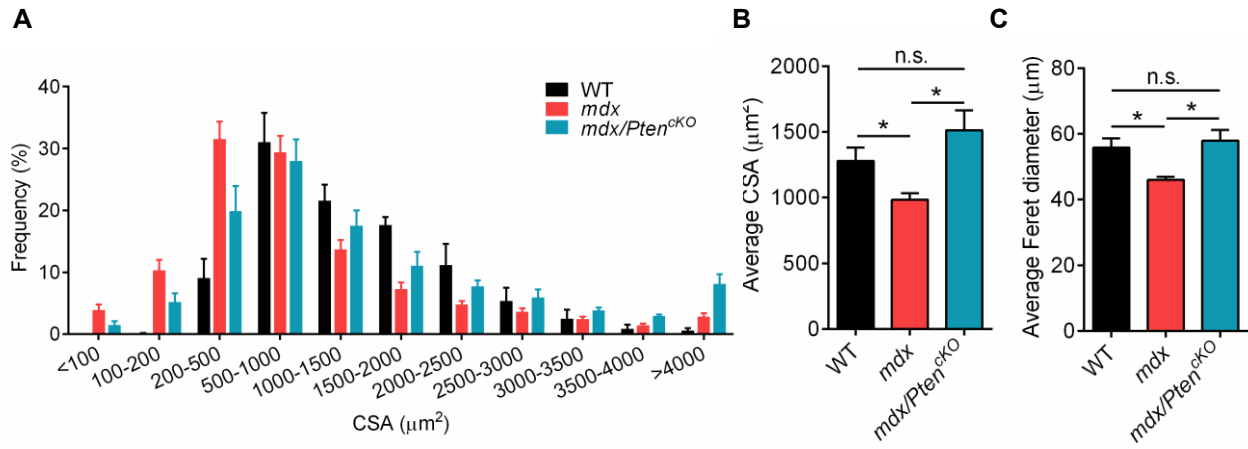 A
Frequency (%)
40
30
20
10
0
WT
mdx
mdx/Pten^cKO
<100
100-200
200-500
500-1000
1000-1500
1500-2000
2000-2500
2500-3000
3000-3500
3500-4000
>4000
CSA (μm²)
B
Average CSA (μm²)
2000
1500
1000
500
0
n.s.
*
*
WT
mdx
mdx/Pten^cKO
C
Average Feret diameter (μm)
80
60
40
20
0
n.s.
*
*
WT
mdx
mdx/Pten^cKO